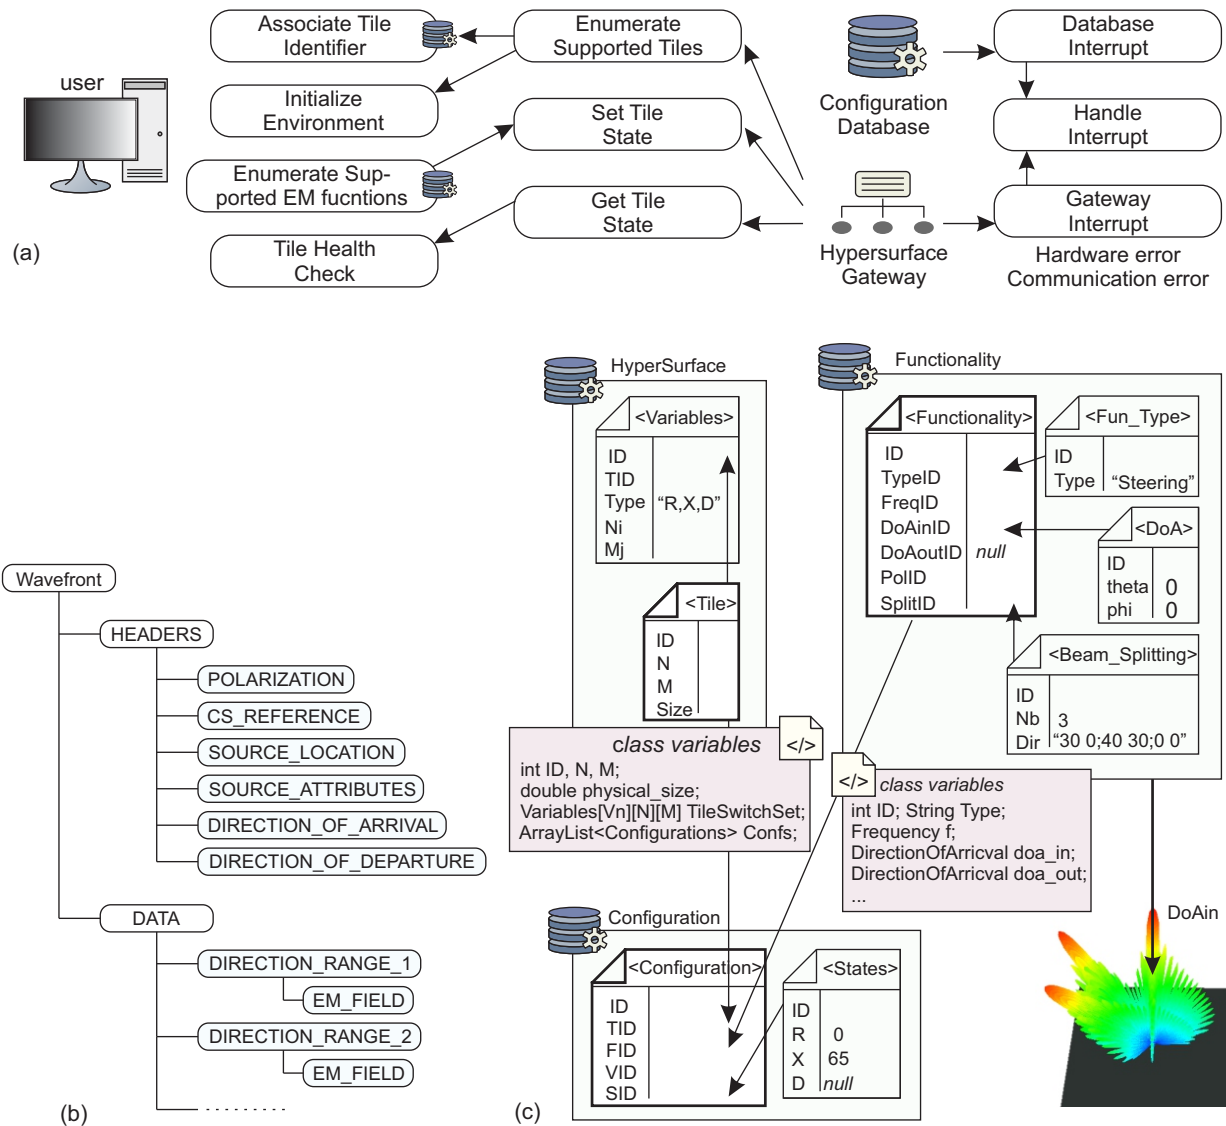 user
Associate Tile
Identifier
Initialize
Environment
Enumerate Sup-
ported EM fucntions
Tile Health
Check
Enumerate
Supported Tiles
Set Tile
State
Get Tile
State
Configuration
Database
Hypersurface
Gateway
Database
Interrupt
Handle
Interrupt
Gateway
Interrupt
Hardware error
Communication error
(a)
Wavefront
HEADERS
POLARIZATION
CS_REFERENCE
SOURCE_LOCATION
SOURCE_ATTRIBUTES
DIRECTION_OF_ARRIVAL
DIRECTION_OF_DEPARTURE
DATA
DIRECTION_RANGE_1
EM_FIELD
DIRECTION_RANGE_2
EM_FIELD
(b)
HyperSurface
<Variables>
ID
TID
Type “R,X,D”
Ni
Mj
<Tile>
ID
N
M
Size
class variables
</>
int ID, N, M;
double physical_size;
Variables[Vn][N][M] TileSwitchSet;
ArrayList<Configurations> Confs;
Functionality
<Functionality>
ID
TypeID
FreqID
DoAinID
DoAoutID null
PolID
SplitID
<Fun_Type>
ID
Type “Steering”
<DoA>
ID
theta 0
phi 0
<Beam_Splitting>
ID
Nb 3
Dir “30 0;40 30;0 0”
</>
class variables
int ID; String Type;
Frequency f;
DirectionOfArricval doa_in;
DirectionOfArricval doa_out;
...
Configuration
<Configuration>
ID
TID
FID
VID
SID
<States>
ID
R 0
X 65
D null
DoAin
(c)